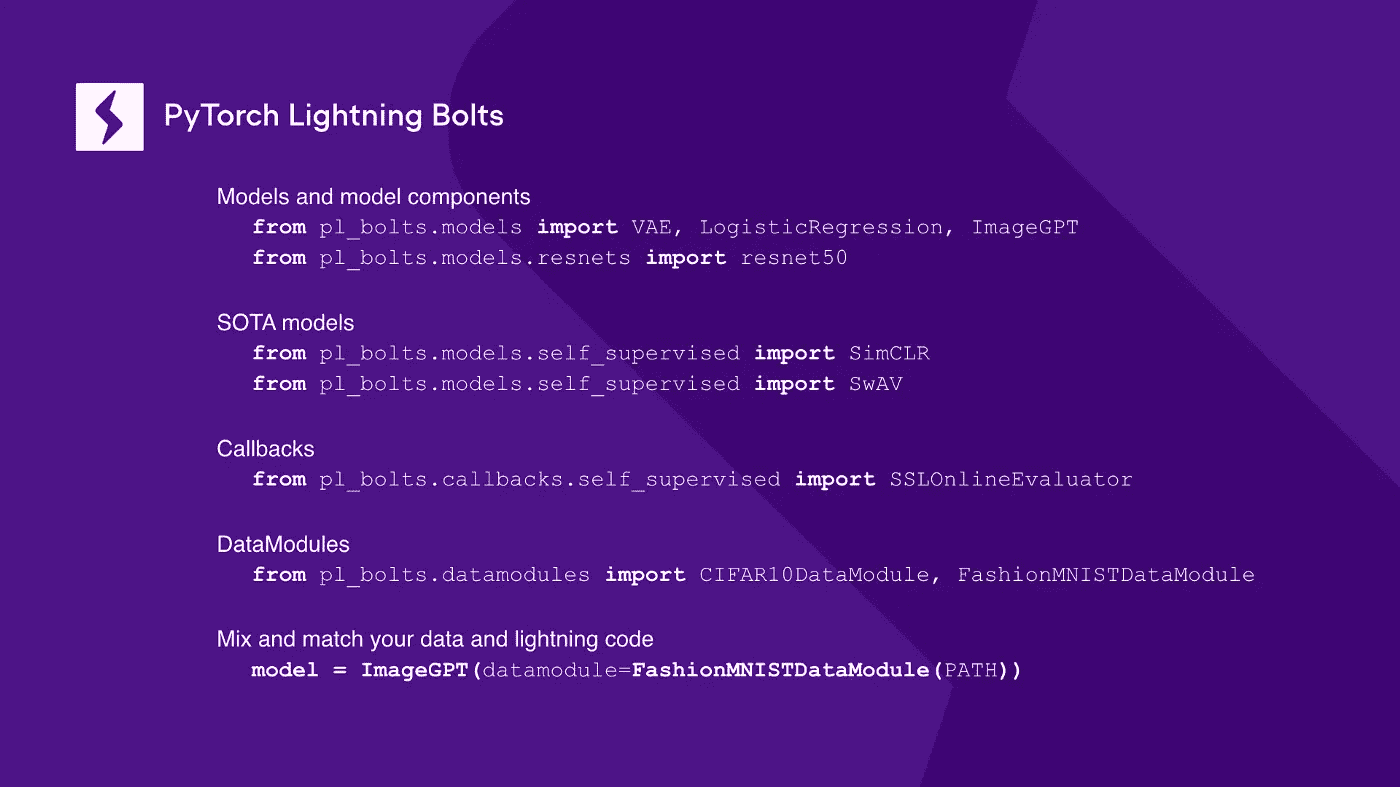 PyTorch Lightning Bolts
Models and model components
from pl_bolts.models import VAE, LogisticRegression, ImageGPT
from pl_bolts.models.resnets import resnet50
SOTA models
from pl_bolts.models.self_supervised import SimCLR
from pl_bolts.models.self_supervised import SwAV
Callbacks
from pl_bolts.callbacks.self_supervised import SSLOnlineEvaluator
DataModules
from pl_bolts.datamodules import CIFAR10DataModule, FashionMNISTDataModule
Mix and match your data and lightning code
model = ImageGPT(datamodule=FashionMNISTDataModule(PATH))